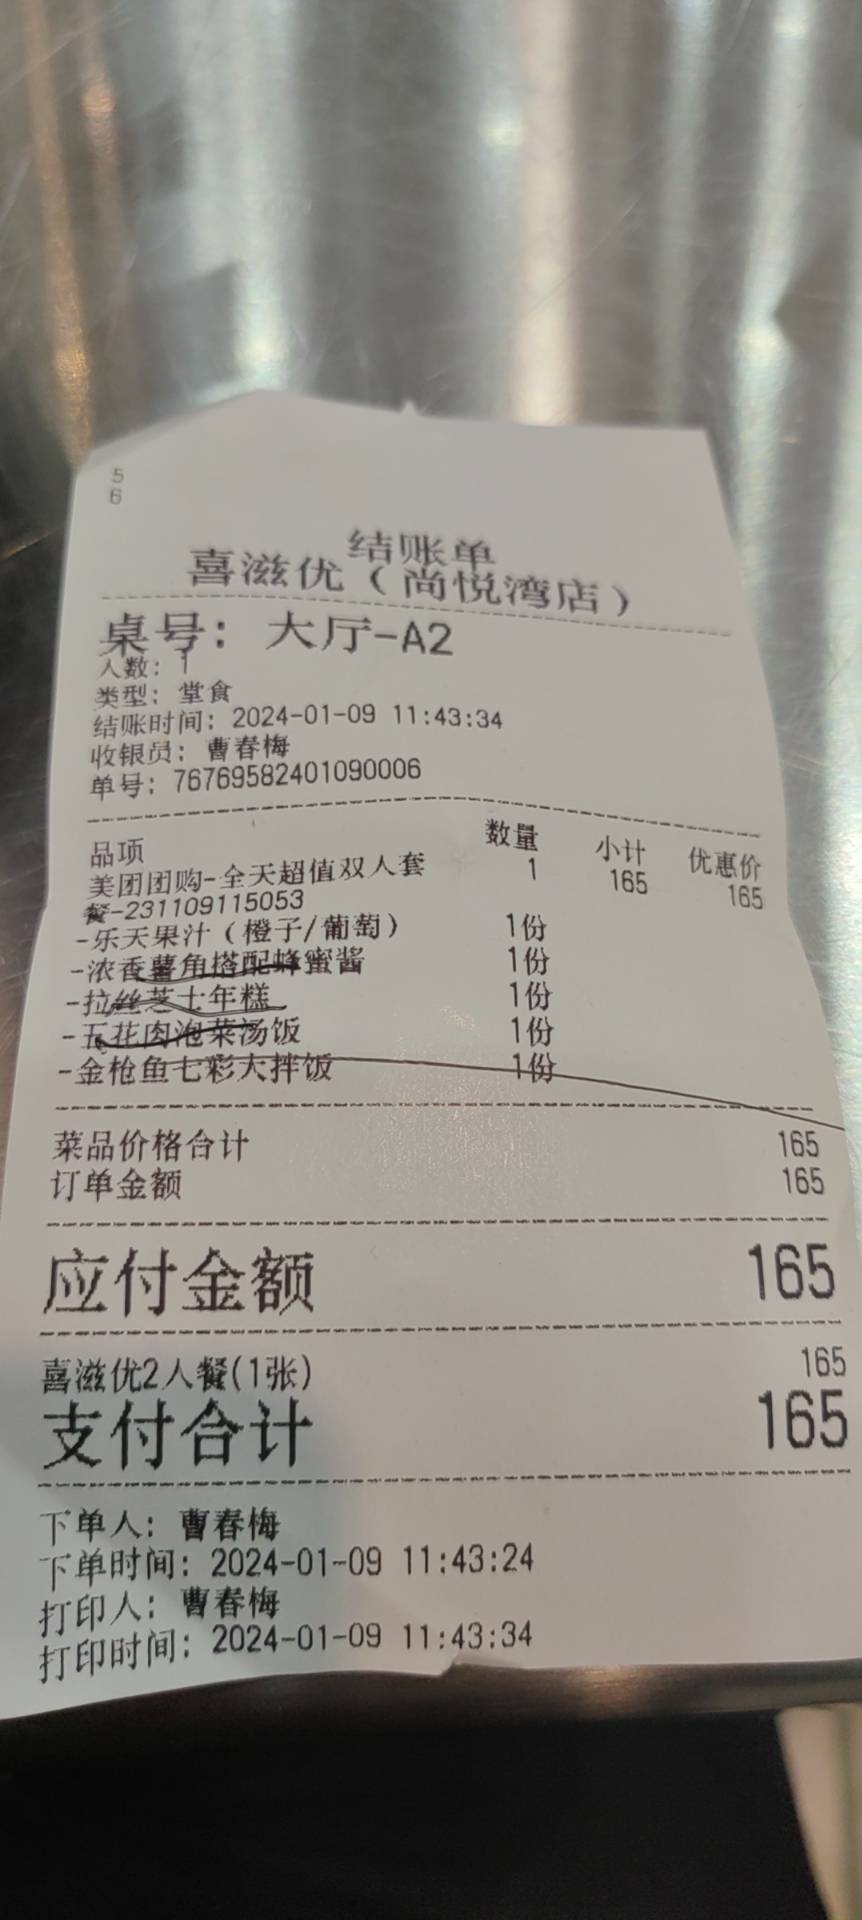 5
6
结账单
喜滋优（尚悦湾店）
桌号: 大厅-A2
人数: 1
类型: 堂食
结账时间: 2024-01-09 11:43:34
收银员: 曹春梅
单号: 76769582401090006
品项 数量 小计 优惠价
美团团购-全天超值双人套 1 165 165
餐-231109115053
-乐天果汁（橙子/葡萄） 1份
-浓香薯角搭配蜂蜜酱 1份
-拉丝芝士年糕 1份
-五花肉泡菜汤饭 1份
-金枪鱼七彩大拌饭 1份
菜品价格合计 165
订单金额 165
应付金额 165
喜滋优2人餐(1张) 165
支付合计 165
下单人: 曹春梅
下单时间: 2024-01-09 11:43:24
打印人: 曹春梅
打印时间: 2024-01-09 11:43:34